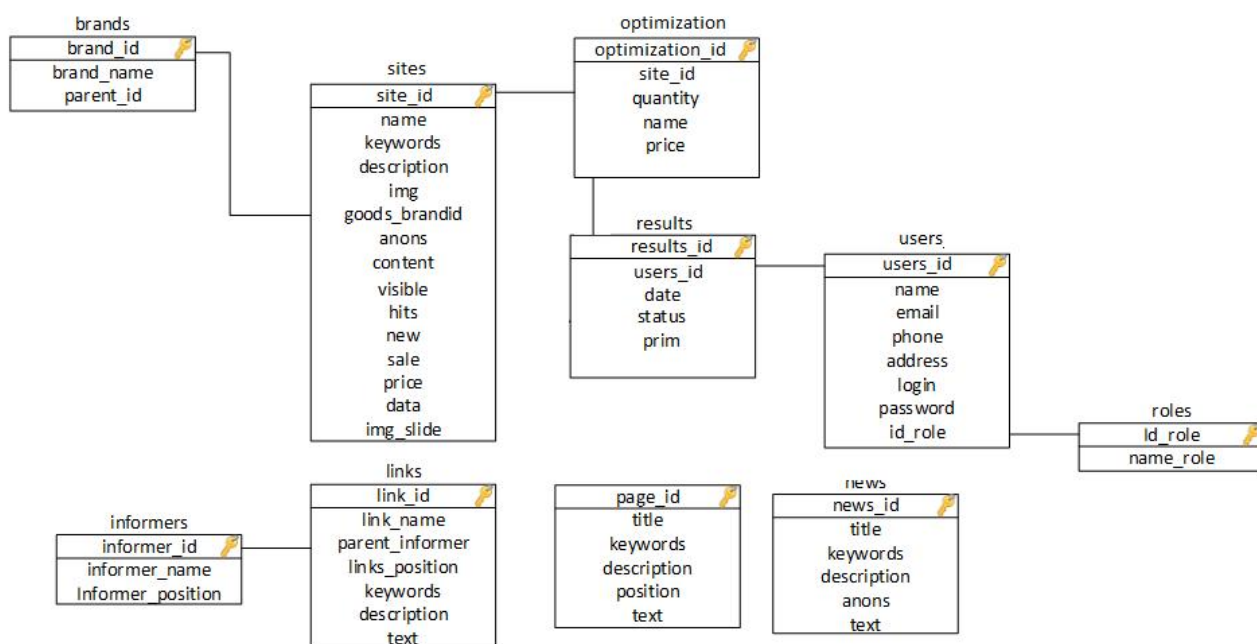 brands
brand_id
brand_name
parent_id
sites
site_id
name
keywords
description
img
goods_brandid
anons
content
visible
hits
new
sale
price
data
img_slide
optimization
optimization_id
site_id
quantity
name
price
results
results_id
users_id
date
status
prim
users
users_id
name
email
phone
address
login
password
id_role
roles
Id_role
name_role
informers
informer_id
informer_name
Informer_position
links
link_id
link_name
parent_informer
links_position
keywords
description
text
page_id
title
keywords
description
position
text
news
news_id
title
keywords
description
anons
text